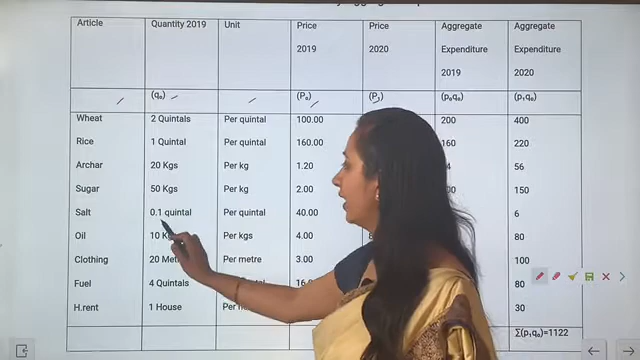 Article Quantity 2019 Unit Price 2019 Price 2020 Aggregate Expenditure 2019 Aggregate Expenditure 2020
(q₀) (P₀) (P₁) (p₀q₀) (p₁q₀)
Wheat 2 Quintals Per quintal 100.00 200 400
Rice 1 Quintal Per quintal 160.00 160 220
Archar 20 Kgs Per kg 1.20 56
Sugar 50 Kgs Per kg 2.00 150
Salt 0.1 quintal Per quintal 40.00 6
Oil 10 Per kgs 4.00 80
Clothing 20 Per metre 3.00 100
Fuel 4 Quintals 80
H.rent 1 House 30
Σ(p₁q₀)=1122